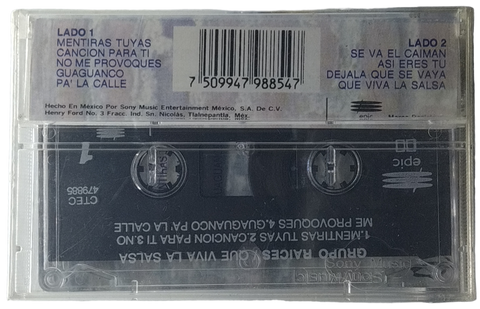 LADO 1
MENTIRAS TUYAS
CANCION PARA TI
NO ME PROVOQUES
GUAGUANCO
PA' LA CALLE
7 509947 988547
LADO 2
SE VA EL CAIMAN
ASI ERES TU
DEJALA QUE SE VAYA
QUE VIVA LA SALSA
Hecho En México Por Sony Music Entertainment México, S.A. De C.V.
Henry Ford No. 3 Fracc. Ind. Sn. Nicolás, Tlalnepantla, Méx.
epic
GRUPO RAICES Y QUE VIVA LA SALSA
1.MENTIRAS TUYAS 2.CANCION PARA TI 3.NO
ME PROVOQUES 4.GUAGUANCO PA' LA CALLE
CTEC
479885
1
epic